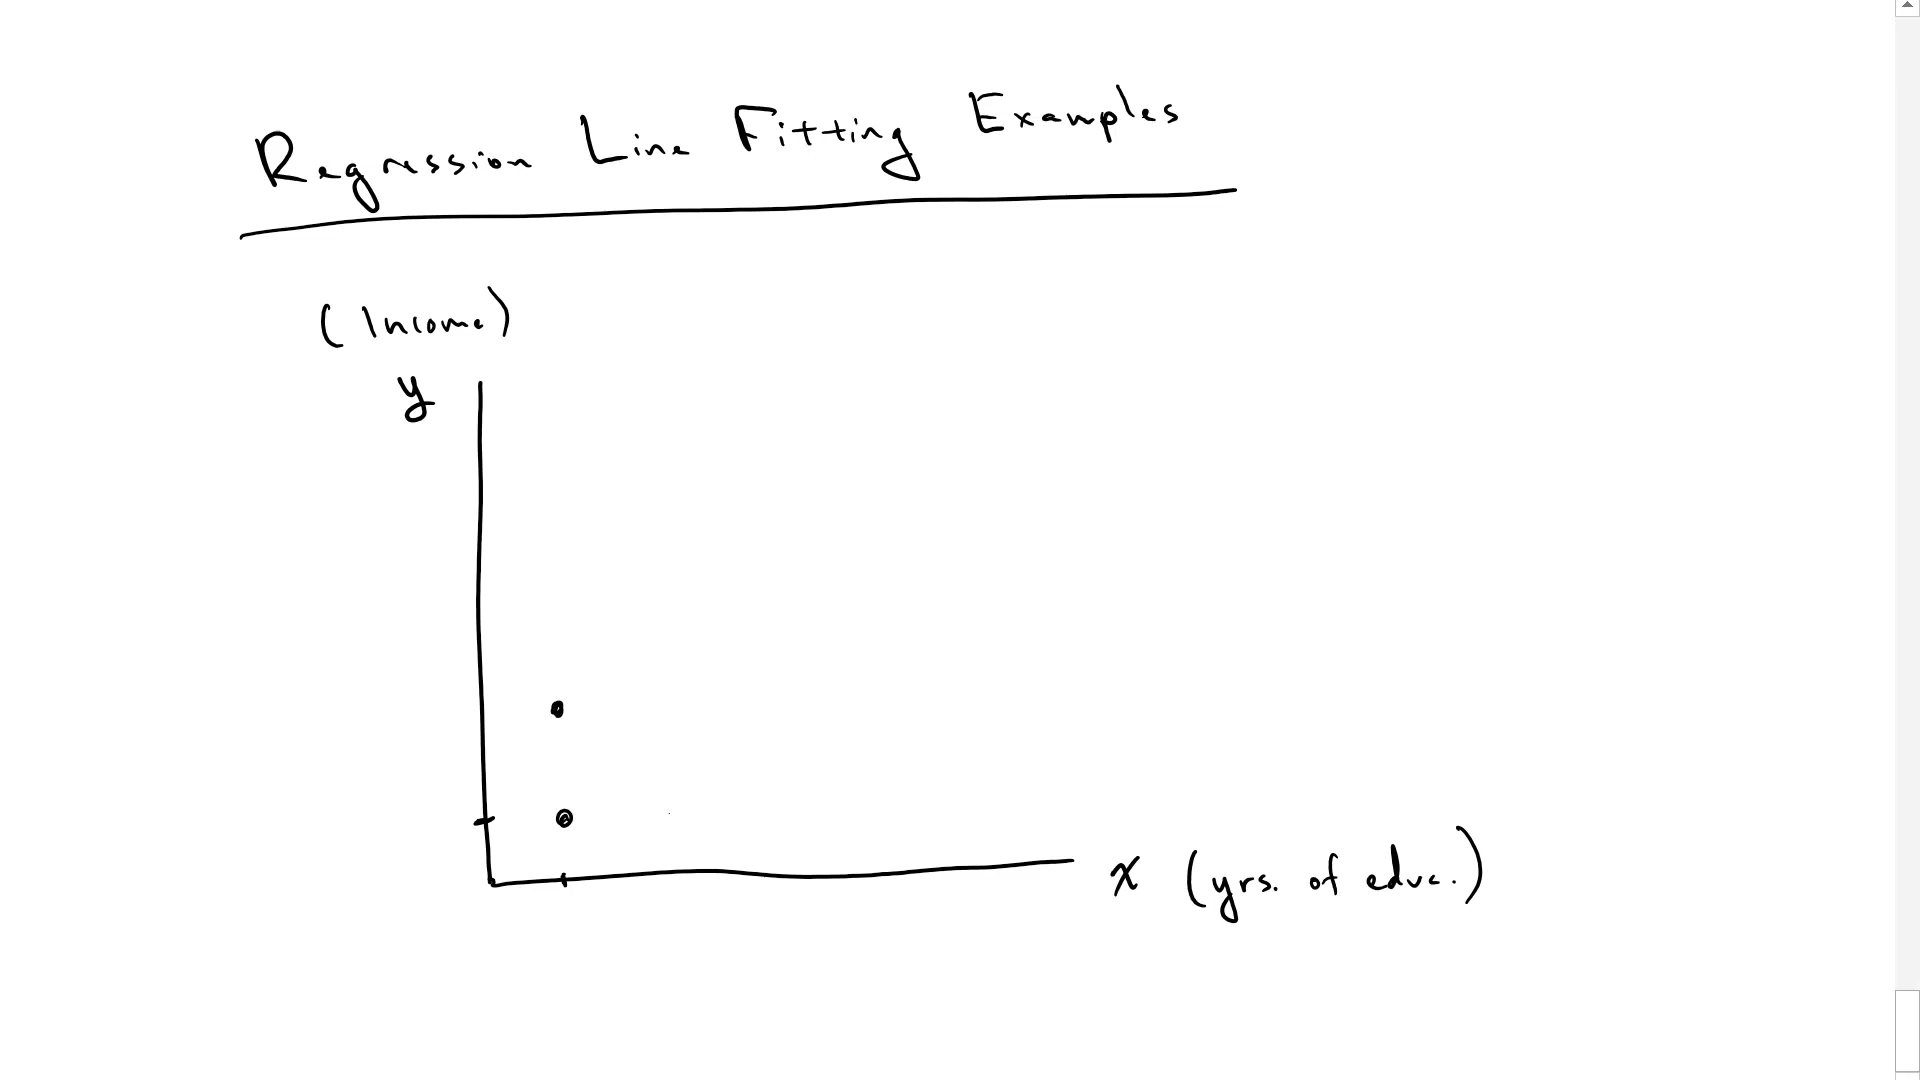 Regression Line Fitting Examples
(Income)
y
x (yrs. of educ.)